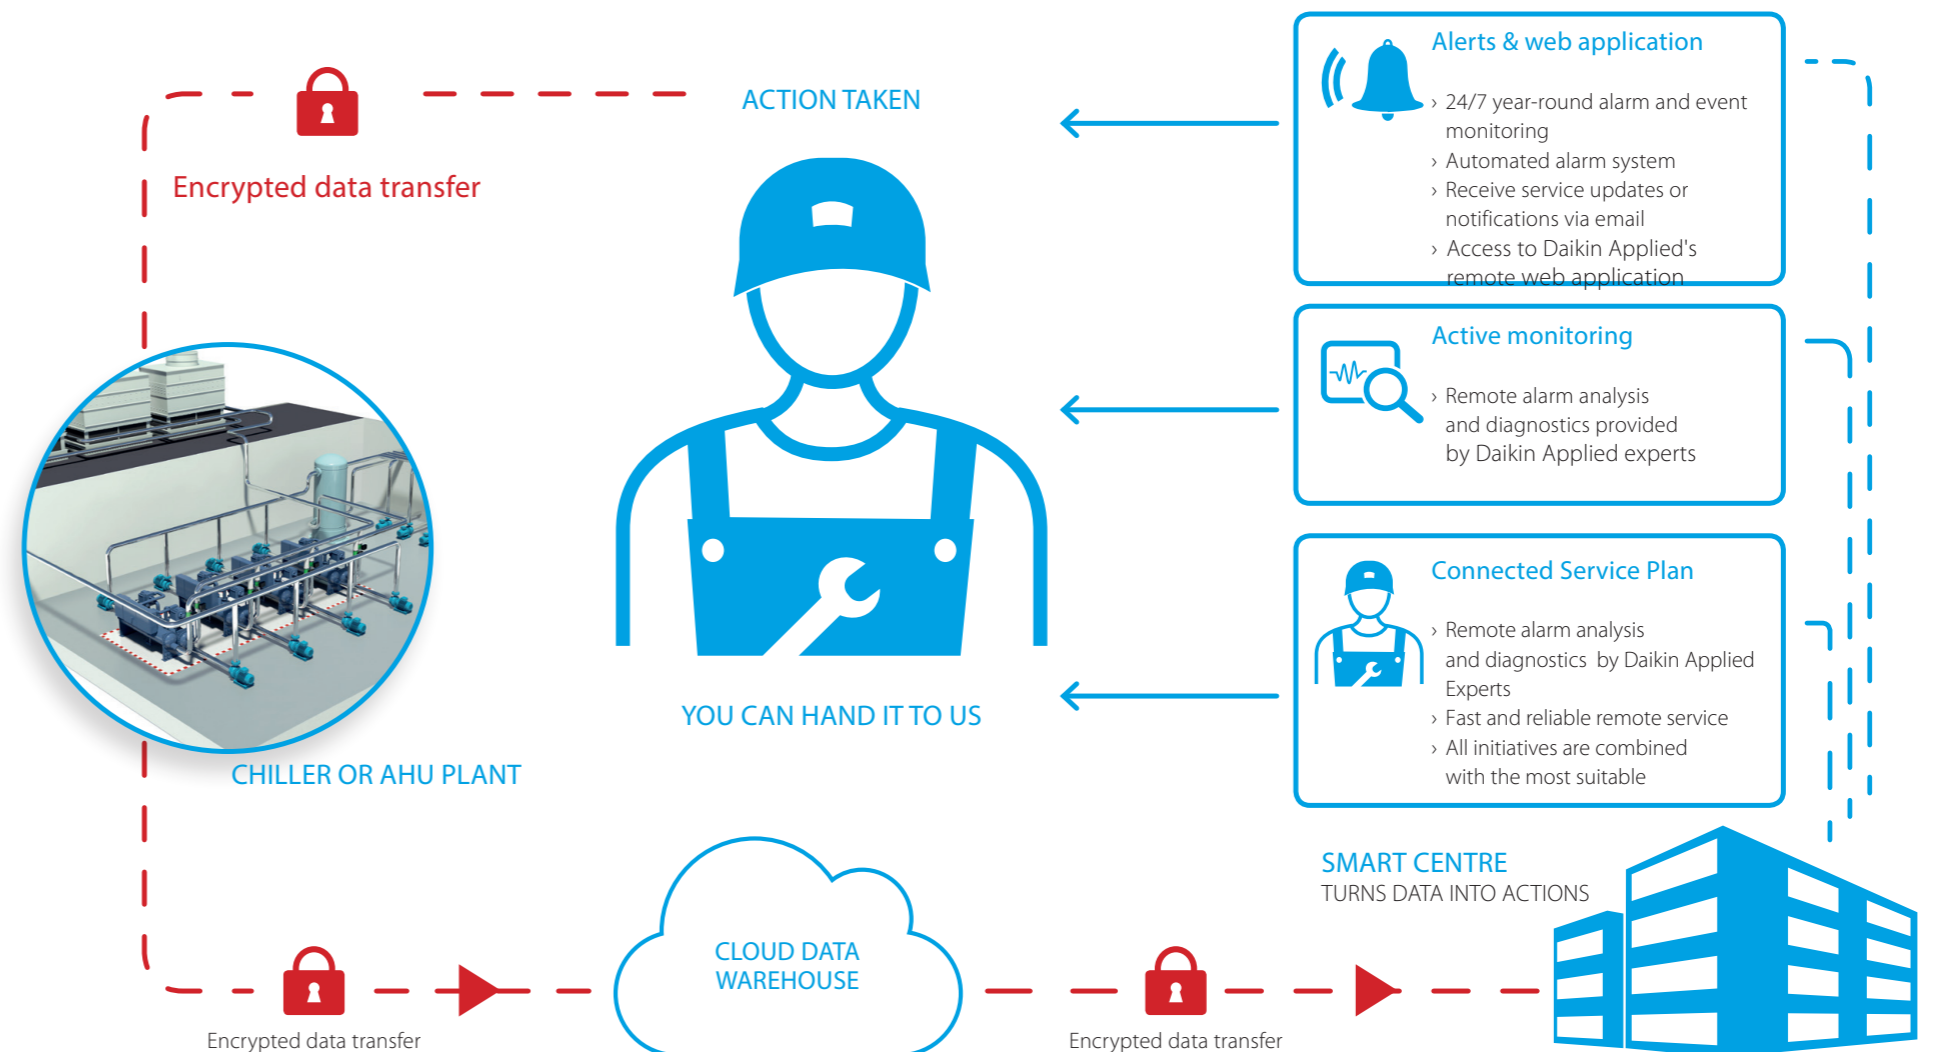 ACTION TAKEN
Encrypted data transfer
Alerts & web application
› 24/7 year-round alarm and event
monitoring
› Automated alarm system
› Receive service updates or
notifications via email
› Access to Daikin Applied's
remote web application
Active monitoring
› Remote alarm analysis
and diagnostics provided
by Daikin Applied experts
Connected Service Plan
› Remote alarm analysis
and diagnostics by Daikin Applied
Experts
› Fast and reliable remote service
› All initiatives are combined
with the most suitable
YOU CAN HAND IT TO US
CHILLER OR AHU PLANT
SMART CENTRE
TURNS DATA INTO ACTIONS
CLOUD DATA
WAREHOUSE
Encrypted data transfer
Encrypted data transfer